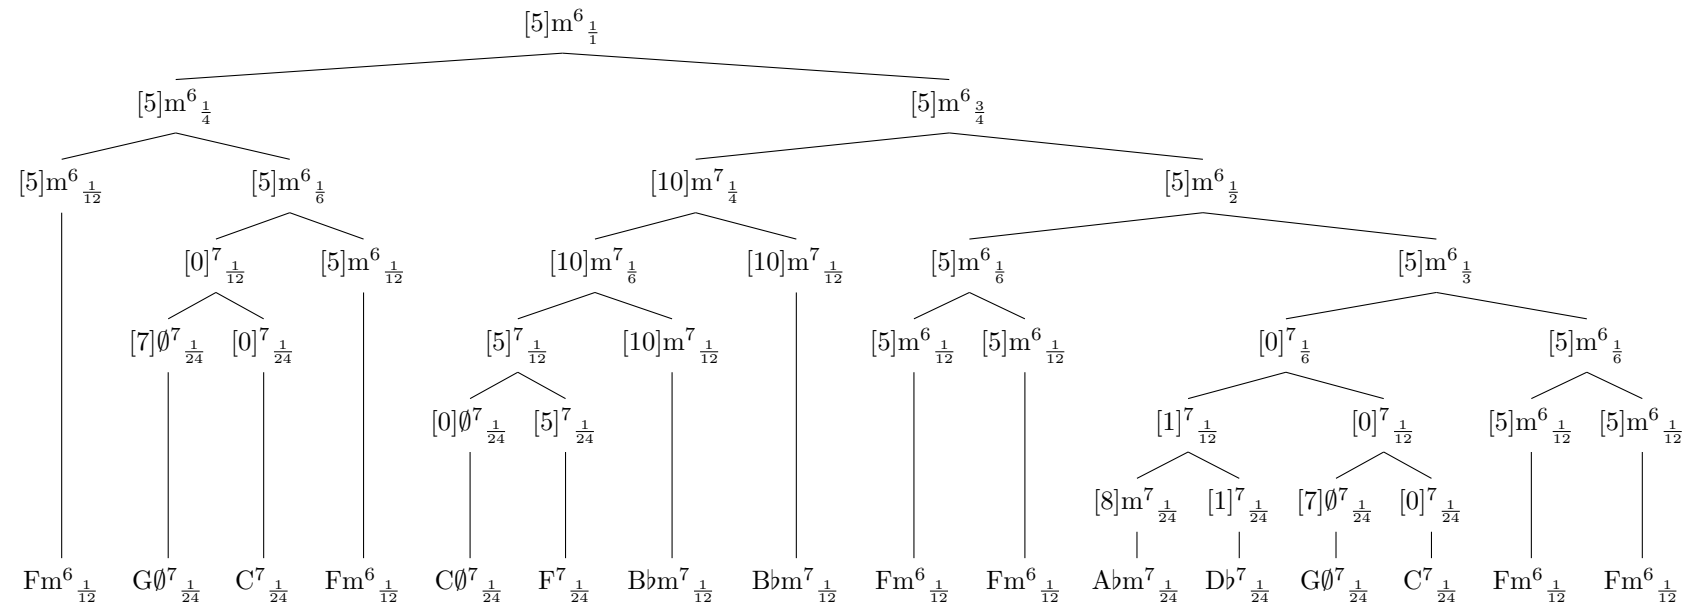 [5]m⁶ 1/1
[5]m⁶ 1/4 [5]m⁶ 3/4
[5]m⁶ 1/12 [5]m⁶ 1/6 [10]m⁷ 1/4 [5]m⁶ 1/2
[0]⁷ 1/12 [5]m⁶ 1/12 [10]m⁷ 1/6 [10]m⁷ 1/12 [5]m⁶ 1/6 [5]m⁶ 1/3
[7]∅⁷ 1/24 [0]⁷ 1/24 [5]⁷ 1/12 [10]m⁷ 1/12 [5]m⁶ 1/12 [5]m⁶ 1/12 [0]⁷ 1/6 [5]m⁶ 1/6
[0]∅⁷ 1/24 [5]⁷ 1/24 [1]⁷ 1/12 [0]⁷ 1/12 [5]m⁶ 1/12 [5]m⁶ 1/12
[8]m⁷ 1/24 [1]⁷ 1/24 [7]∅⁷ 1/24 [0]⁷ 1/24
Fm⁶ 1/12 G∅⁷ 1/24 C⁷ 1/24 Fm⁶ 1/12 C∅⁷ 1/24 F⁷ 1/24 B♭m⁷ 1/12 B♭m⁷ 1/12 Fm⁶ 1/12 Fm⁶ 1/12 A♭m⁷ 1/24 D♭⁷ 1/24 G∅⁷ 1/24 C⁷ 1/24 Fm⁶ 1/12 Fm⁶ 1/12